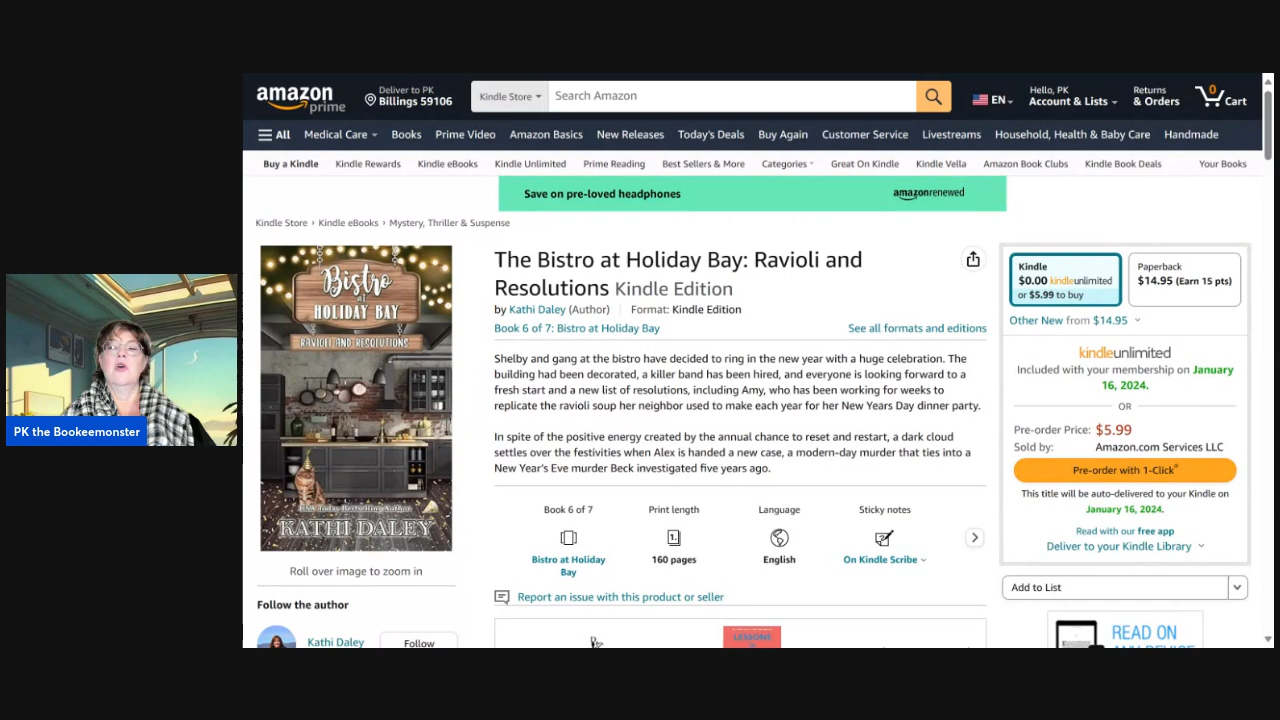 amazon
prime
Deliver to PK
Billings 59106
Kindle Store
Search Amazon
EN
Hello, PK
Account & Lists
Returns
& Orders
0
Cart
All
Medical Care
Books
Prime Video
Amazon Basics
New Releases
Today's Deals
Buy Again
Customer Service
Livestreams
Household, Health & Baby Care
Handmade
Buy a Kindle
Kindle Rewards
Kindle eBooks
Kindle Unlimited
Prime Reading
Best Sellers & More
Categories
Great On Kindle
Kindle Vella
Amazon Book Clubs
Kindle Book Deals
Your Books
Save on pre-loved headphones
amazonrenewed
Kindle Store › Kindle eBooks › Mystery, Thriller & Suspense
Bistro
at
HOLIDAY BAY
RAVIOLI AND RESOLUTIONS
USA Today Bestselling Author
KATHI DALEY
Roll over image to zoom in
Follow the author
Kathi Daley
Follow
PK the Bookeemonster
The Bistro at Holiday Bay: Ravioli and
Resolutions Kindle Edition
by Kathi Daley (Author)
Format: Kindle Edition
Book 6 of 7: Bistro at Holiday Bay
See all formats and editions
Shelby and gang at the bistro have decided to ring in the new year with a huge celebration. The
building had been decorated, a killer band has been hired, and everyone is looking forward to a
fresh start and a new list of resolutions, including Amy, who has been working for weeks to
replicate the ravioli soup her neighbor used to make each year for her New Years Day dinner party.
In spite of the positive energy created by the annual chance to reset and restart, a dark cloud
settles over the festivities when Alex is handed a new case, a modern-day murder that ties into a
New Year's Eve murder Beck investigated five years ago.
Book 6 of 7
Bistro at Holiday
Bay
Print length
160 pages
Language
English
Sticky notes
On Kindle Scribe
Report an issue with this product or seller
LESSONS
Kindle
$0.00 kindleunlimited
or $5.99 to buy
Paperback
$14.95 (Earn 15 pts)
Other New from $14.95
kindleunlimited
Included with your membership on January
16, 2024.
OR
Pre-order Price: $5.99
Sold by: Amazon.com Services LLC
Pre-order with 1-Click®
This title will be auto-delivered to your Kindle on
January 16, 2024.
Read with our free app
Deliver to your Kindle Library
Add to List
READ ON
ANY DEVICE